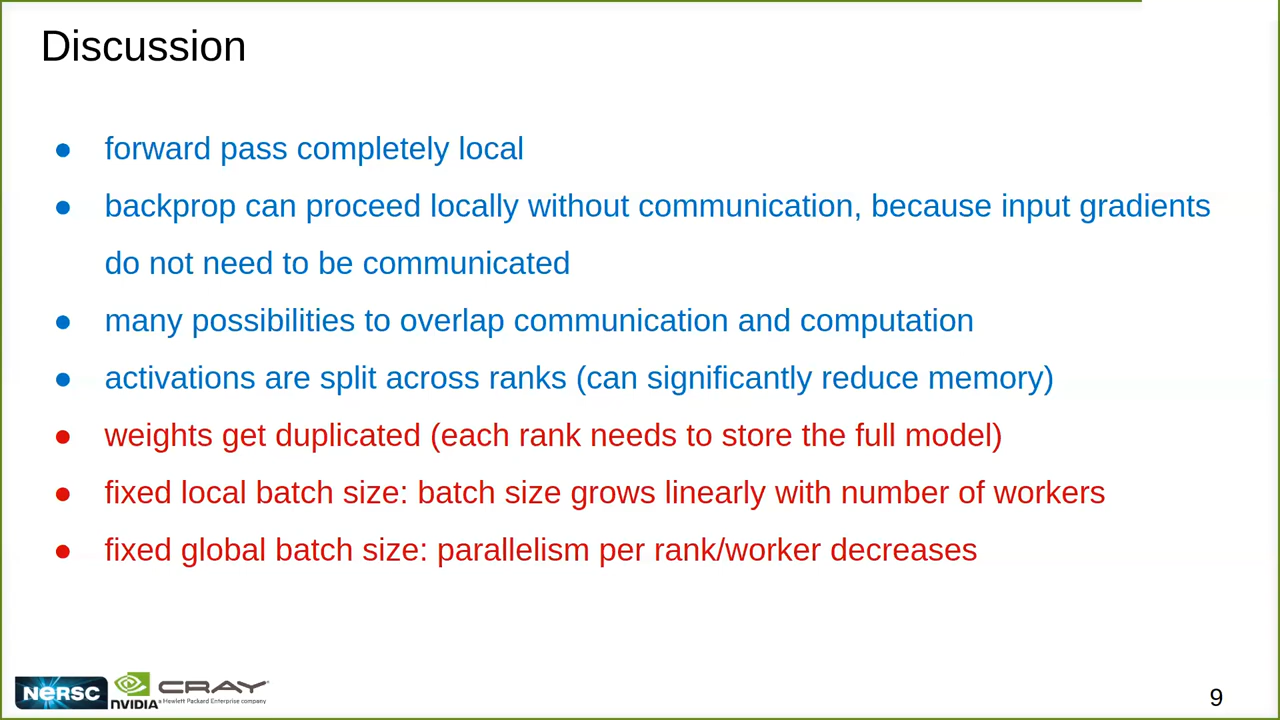 Discussion
● forward pass completely local
● backprop can proceed locally without communication, because input gradients
do not need to be communicated
● many possibilities to overlap communication and computation
● activations are split across ranks (can significantly reduce memory)
● weights get duplicated (each rank needs to store the full model)
● fixed local batch size: batch size grows linearly with number of workers
● fixed global batch size: parallelism per rank/worker decreases
NERSC
NVIDIA
CRAY
a Hewlett Packard Enterprise company
9